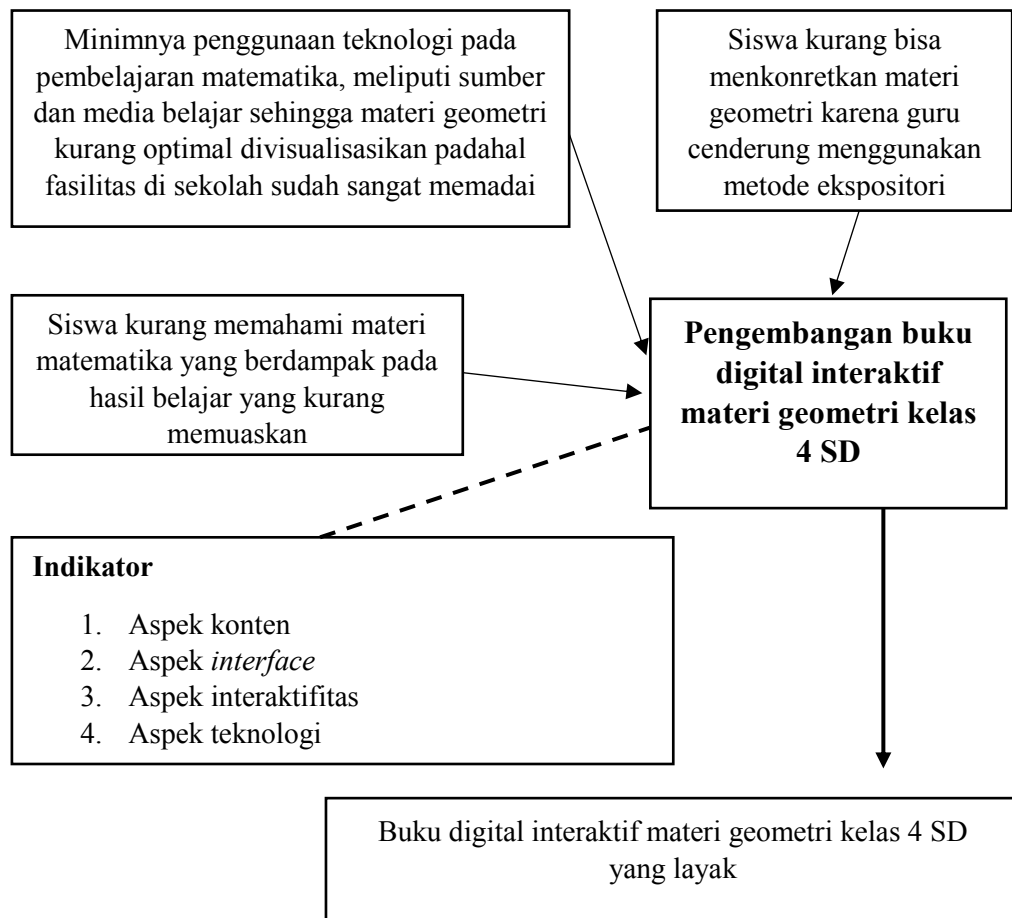 Minimnya penggunaan teknologi pada
pembelajaran matematika, meliputi sumber
dan media belajar sehingga materi geometri
kurang optimal divisualisasikan padahal
fasilitas di sekolah sudah sangat memadai
Siswa kurang bisa
menkonretkan materi
geometri karena guru
cenderung menggunakan
metode ekspositori
Siswa kurang memahami materi
matematika yang berdampak pada
hasil belajar yang kurang
memuaskan
Pengembangan buku
digital interaktif
materi geometri kelas
4 SD
Indikator
1. Aspek konten
2. Aspek interface
3. Aspek interaktifitas
4. Aspek teknologi
Buku digital interaktif materi geometri kelas 4 SD
yang layak